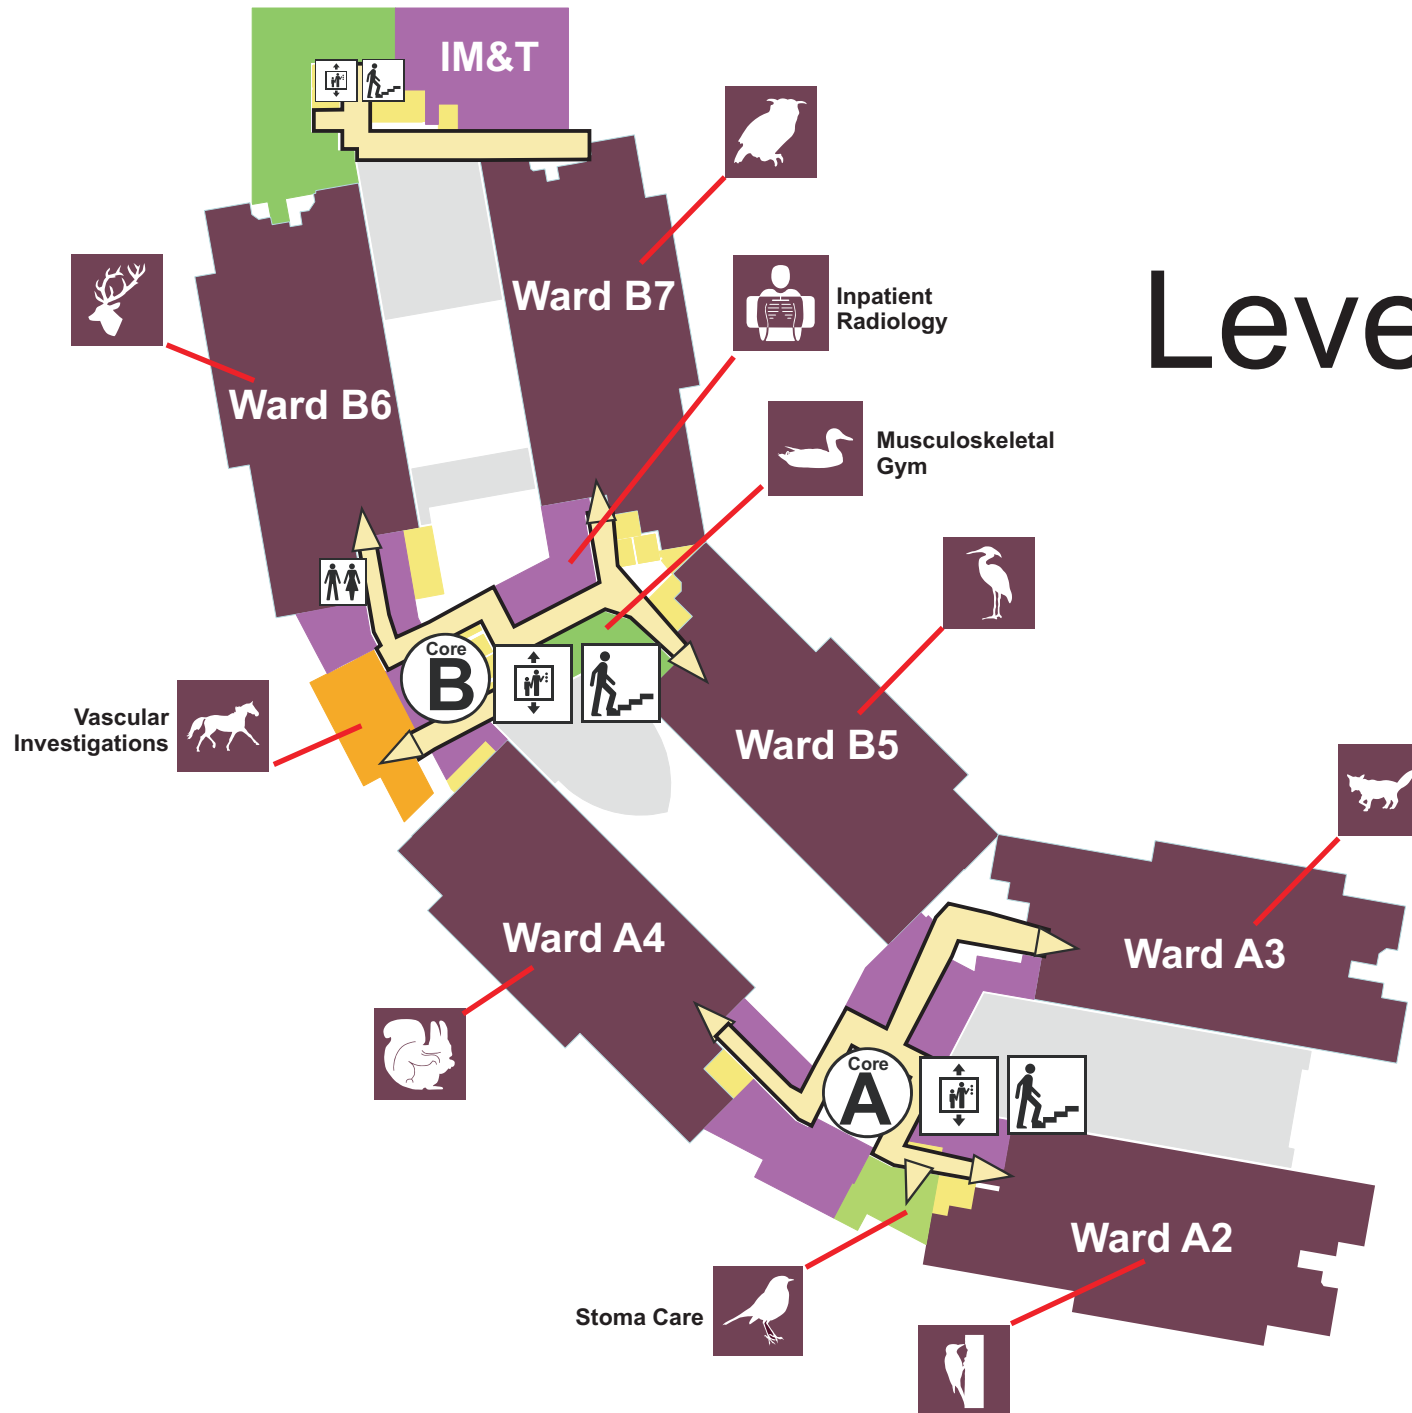 IM&T
Ward B7
Inpatient
Radiology
Leve
Ward B6
Musculoskeletal
Gym
Core
B
Vascular
Investigations
Ward B5
Ward A4
Ward A3
Core
A
Ward A2
Stoma Care